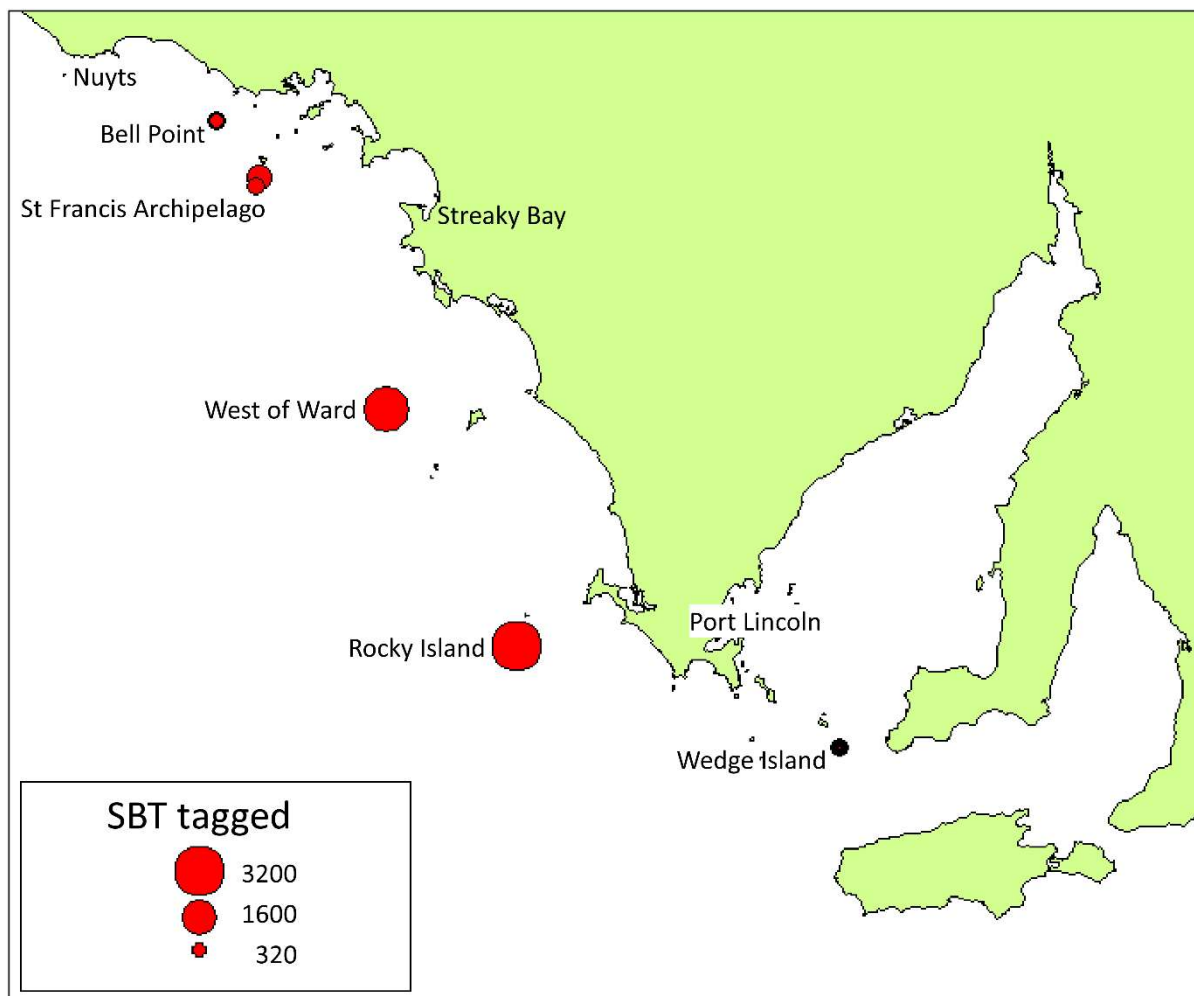 Nuyts
Bell Point
St Francis Archipelago
Streaky Bay
West of Ward
Port Lincoln
Rocky Island
Wedge Island
SBT tagged
3200
1600
320